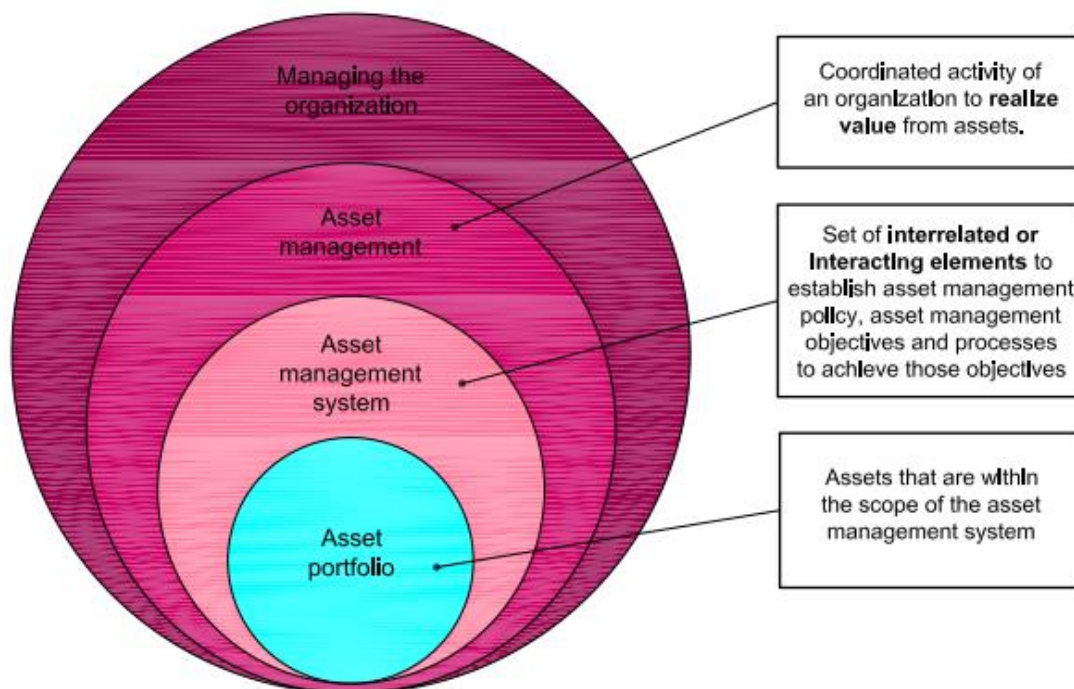 Managing the
organization
Asset
management
Asset
management
system
Asset
portfolio
Coordinated activity of
an organization to realize
value from assets.
Set of interrelated or
interacting elements to
establish asset management
policy, asset management
objectives and processes
to achieve those objectives
Assets that are within
the scope of the asset
management system